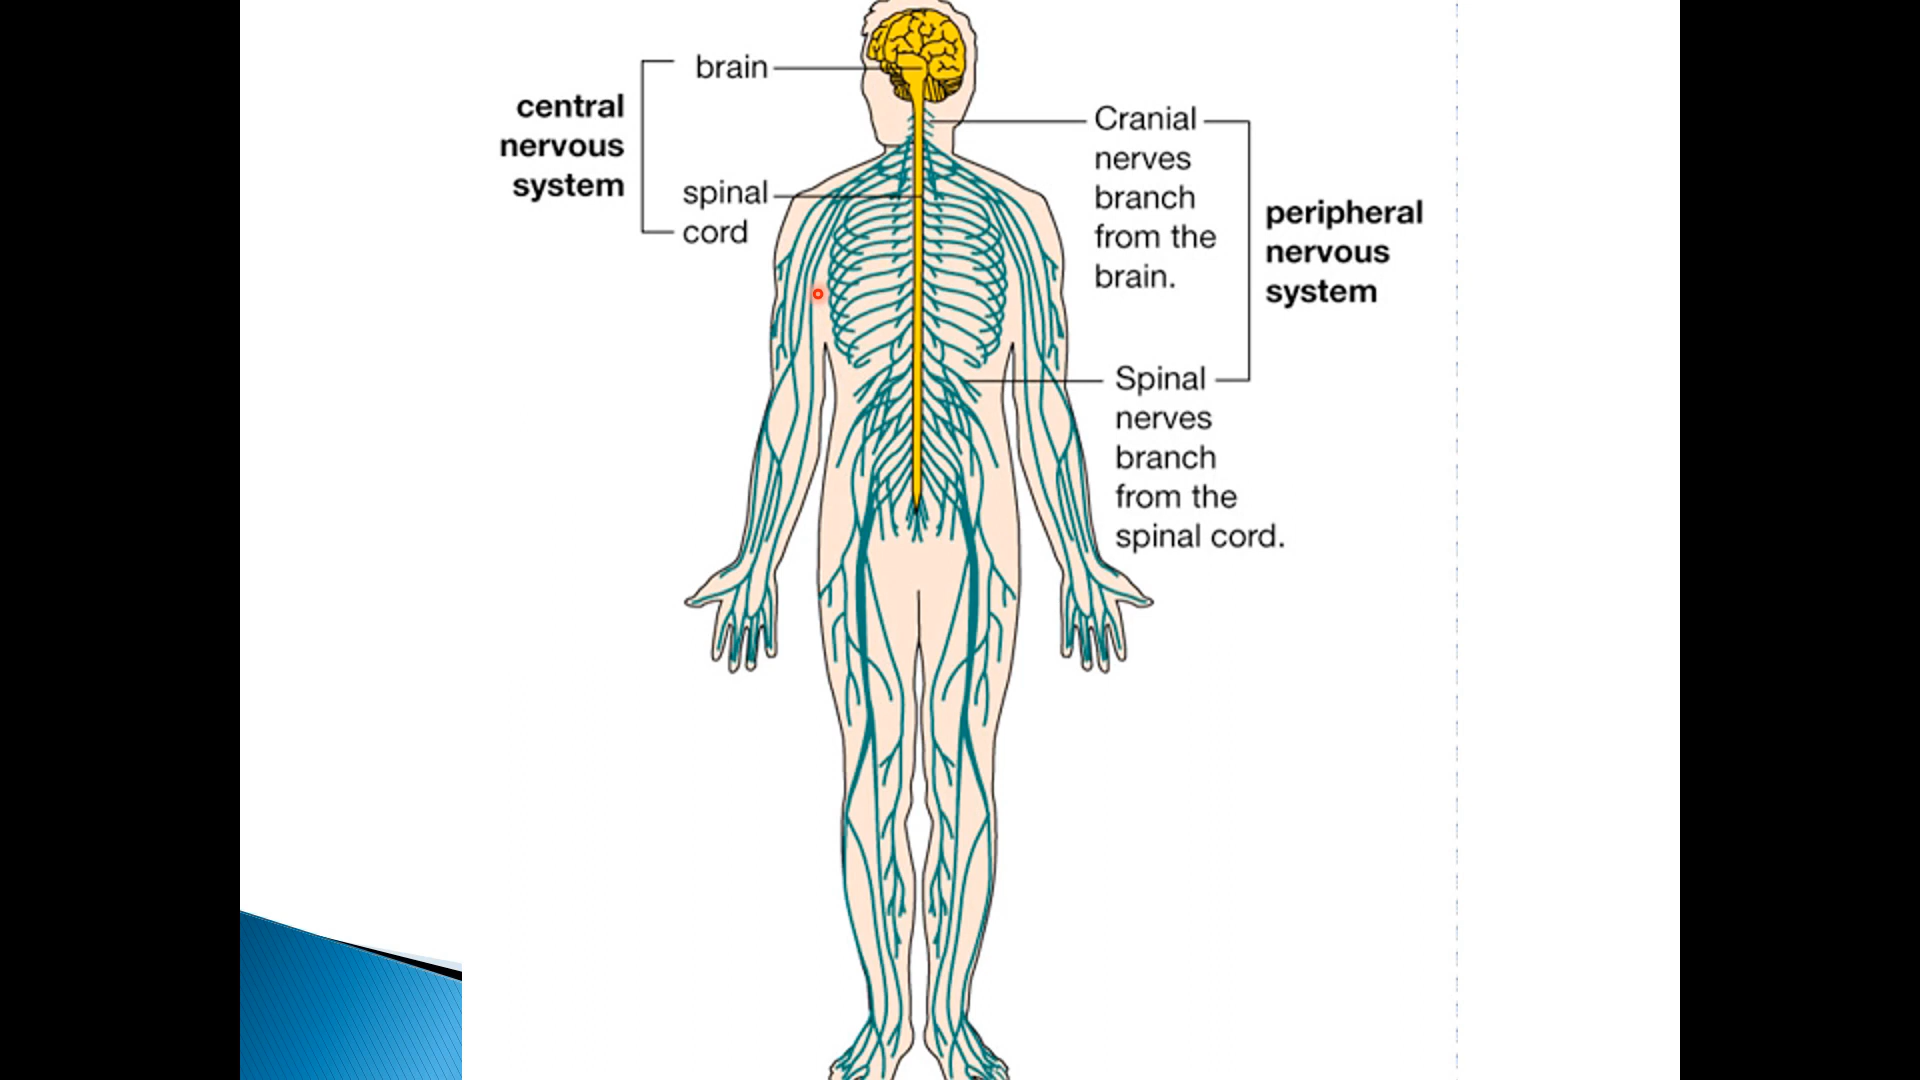 brain
central
nervous
system
spinal
cord
Cranial
nerves
branch
from the
brain.
peripheral
nervous
system
Spinal
nerves
branch
from the
spinal cord.